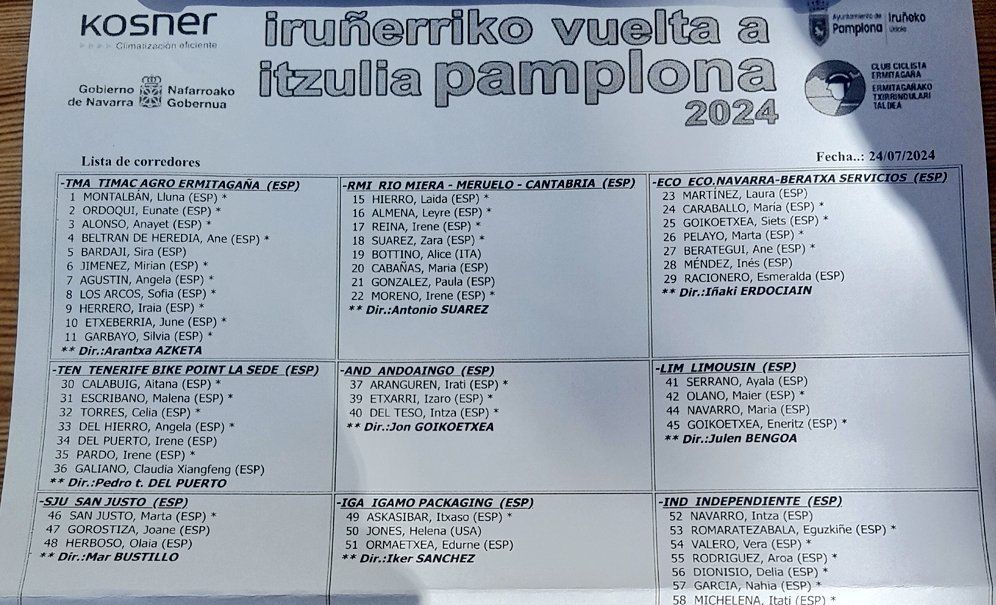 KOSNER
Climatización eficiente
iruñerriko vuelta a
itzulia pamplona
2024
Gobierno de Navarra
Nafarroako Gobernua
Ayuntamiento de Pamplona
Iruñeko Udala
CLUB CICLISTA
ERMITAGAÑA
ERMITAGAÑAKO
TXIRRINDULARI
TALDEA
Lista de corredores
Fecha..: 24/07/2024
-TMA TIMAC AGRO ERMITAGAÑA (ESP)
1 MONTALBÁN, Lluna (ESP) *
2 ORDOQUI, Eunate (ESP) *
3 ALONSO, Anayet (ESP) *
4 BELTRAN DE HEREDIA, Ane (ESP) *
5 BARDAJI, Sira (ESP)
6 JIMENEZ, Mirian (ESP) *
7 AGUSTIN, Angela (ESP) *
8 LOS ARCOS, Sofia (ESP) *
9 HERRERO, Iraia (ESP) *
10 ETXEBERRIA, June (ESP) *
11 GARBAYO, Silvia (ESP) *
** Dir.:Arantxa AZKETA
-RMI RIO MIERA - MERUELO - CANTABRIA (ESP)
15 HIERRO, Laida (ESP) *
16 ALMENA, Leyre (ESP) *
17 REINA, Irene (ESP) *
18 SUAREZ, Zara (ESP) *
19 BOTTINO, Alice (ITA)
20 CABAÑAS, Maria (ESP)
21 GONZALEZ, Paula (ESP)
22 MORENO, Irene (ESP) *
** Dir.:Antonio SUAREZ
-ECO ECO.NAVARRA-BERATXA SERVICIOS (ESP)
23 MARTÍNEZ, Laura (ESP)
24 CARABALLO, María (ESP) *
25 GOIKOETXEA, Siets (ESP) *
26 PELAYO, Marta (ESP) *
27 BERATEGUI, Ane (ESP) *
28 MÉNDEZ, Inés (ESP)
29 RACIONERO, Esmeralda (ESP)
** Dir.:Iñaki ERDOCIAIN
-TEN TENERIFE BIKE POINT LA SEDE (ESP)
30 CALABUIG, Aitana (ESP) *
31 ESCRIBANO, Malena (ESP) *
32 TORRES, Celia (ESP) *
33 DEL HIERRO, Angela (ESP) *
34 DEL PUERTO, Irene (ESP)
35 PARDO, Irene (ESP) *
36 GALIANO, Claudia Xiangfeng (ESP)
** Dir.:Pedro t. DEL PUERTO
-AND ANDOAINGO (ESP)
37 ARANGUREN, Irati (ESP) *
39 ETXARRI, Izaro (ESP) *
40 DEL TESO, Intza (ESP) *
** Dir.:Jon GOIKOETXEA
-LIM LIMOUSIN (ESP)
41 SERRANO, Ayala (ESP)
42 OLANO, Maier (ESP) *
44 NAVARRO, Maria (ESP)
45 GOIKOETXEA, Eneritz (ESP) *
** Dir.:Julen BENGOA
-SJU SAN JUSTO (ESP)
46 SAN JUSTO, Marta (ESP) *
47 GOROSTIZA, Joane (ESP)
48 HERBOSO, Olaia (ESP)
** Dir.:Mar BUSTILLO
-IGA IGAMO PACKAGING (ESP)
49 ASKASIBAR, Itxaso (ESP) *
50 JONES, Helena (USA)
51 ORMAETXEA, Edurne (ESP)
** Dir.:Iker SANCHEZ
-IND INDEPENDIENTE (ESP)
52 NAVARRO, Intza (ESP)
53 ROMARATEZABALA, Eguzkiñe (ESP) *
54 VALERO, Vera (ESP) *
55 RODRIGUEZ, Aroa (ESP) *
56 DIONISIO, Delia (ESP) *
57 GARCIA, Nahia (ESP) *
58 MICHELENA, Itati (ESP) *